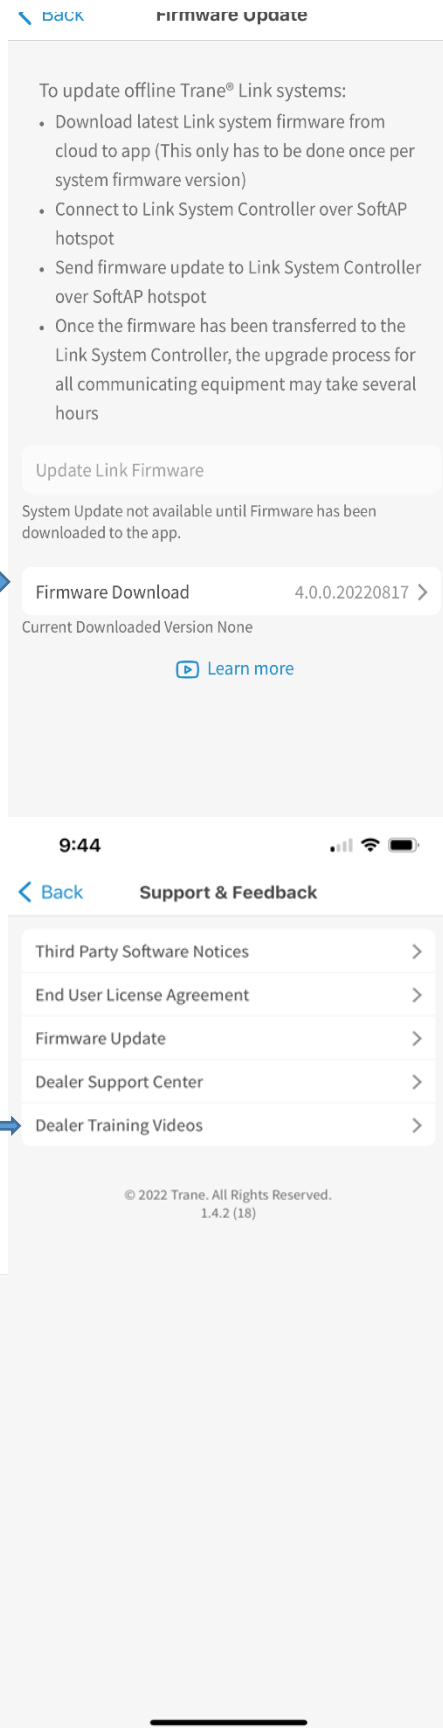 Back Firmware Update
To update offline Trane® Link systems:
• Download latest Link system firmware from
cloud to app (This only has to be done once per
system firmware version)
• Connect to Link System Controller over SoftAP
hotspot
• Send firmware update to Link System Controller
over SoftAP hotspot
• Once the firmware has been transferred to the
Link System Controller, the upgrade process for
all communicating equipment may take several
hours
Update Link Firmware
System Update not available until Firmware has been
downloaded to the app.
Firmware Download 4.0.0.20220817
Current Downloaded Version None
Learn more
9:44
Back Support & Feedback
Third Party Software Notices
End User License Agreement
Firmware Update
Dealer Support Center
Dealer Training Videos
© 2022 Trane. All Rights Reserved.
1.4.2 (18)